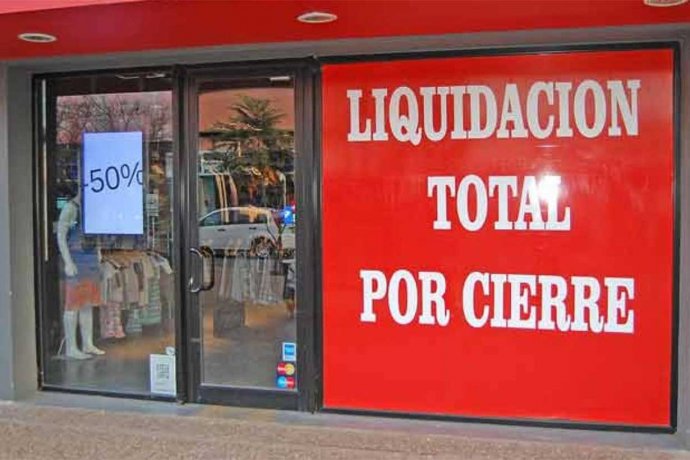 -50%
LIQUIDACION
TOTAL
POR CIERRE